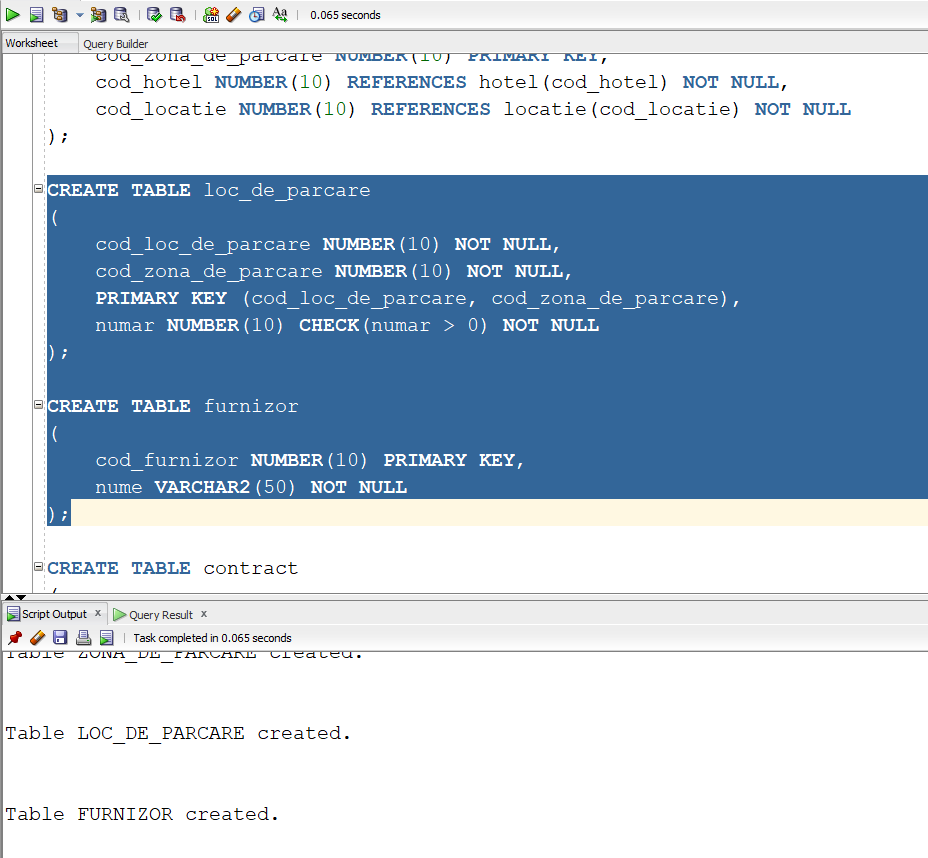 0.065 seconds
Worksheet Query Builder
cod_zona_de_parcare NUMBER(10) PRIMARY KEY,
cod_hotel NUMBER(10) REFERENCES hotel(cod_hotel) NOT NULL,
cod_locatie NUMBER(10) REFERENCES locatie(cod_locatie) NOT NULL
);
CREATE TABLE loc_de_parcare
(
cod_loc_de_parcare NUMBER(10) NOT NULL,
cod_zona_de_parcare NUMBER(10) NOT NULL,
PRIMARY KEY (cod_loc_de_parcare, cod_zona_de_parcare),
numar NUMBER(10) CHECK(numar > 0) NOT NULL
);
CREATE TABLE furnizor
(
cod_furnizor NUMBER(10) PRIMARY KEY,
nume VARCHAR2(50) NOT NULL
);
CREATE TABLE contract
(
Script Output x Query Result x
Task completed in 0.065 seconds
Table ZONA_DE_PARCARE created.
Table LOC_DE_PARCARE created.
Table FURNIZOR created.